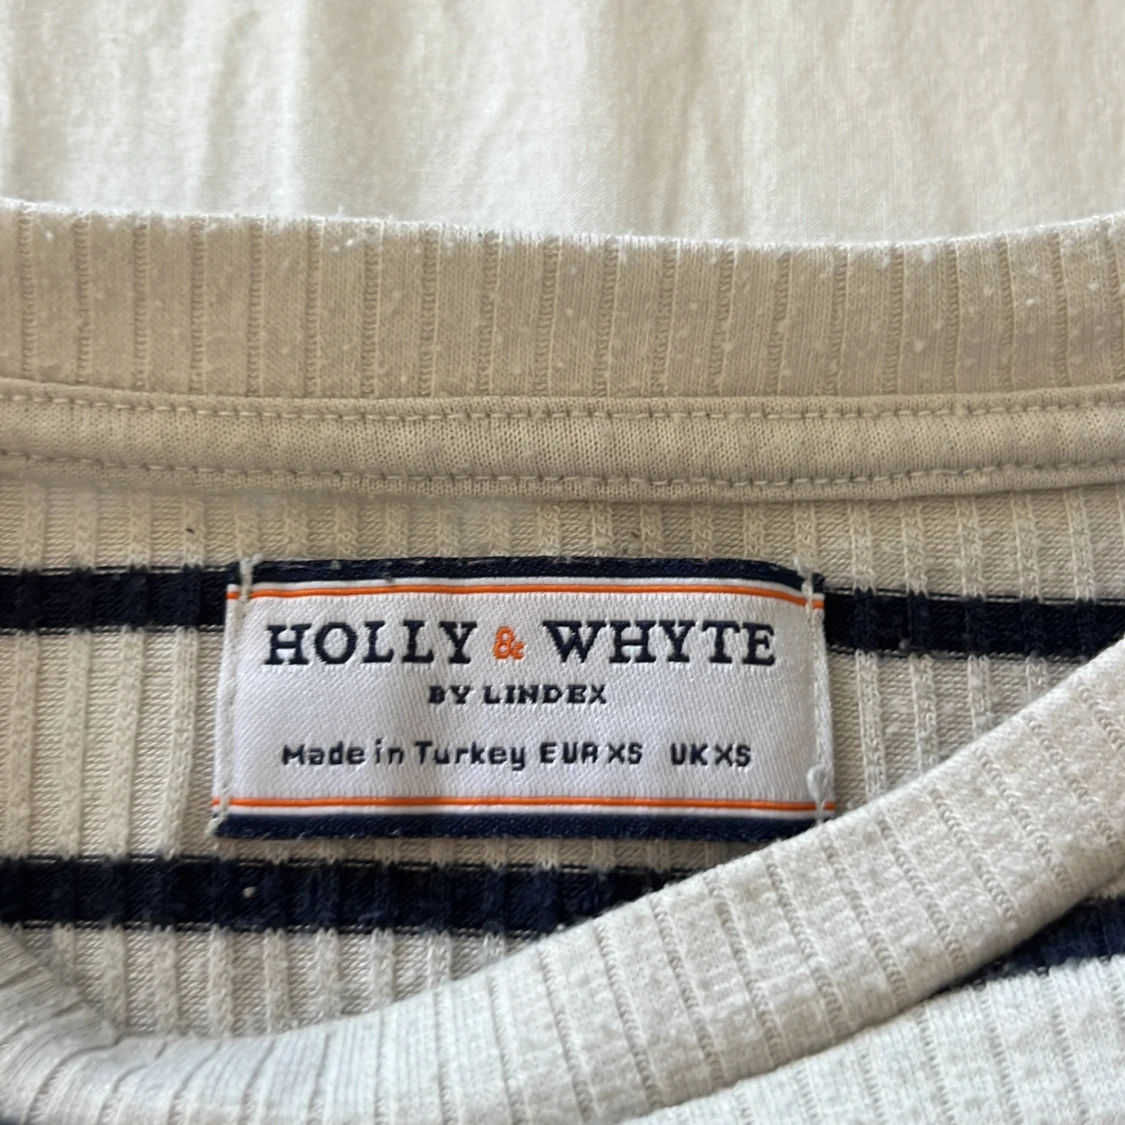 HOLLY & WHYTE
BY LINDEX
Made in Turkey EUR XS UK XS